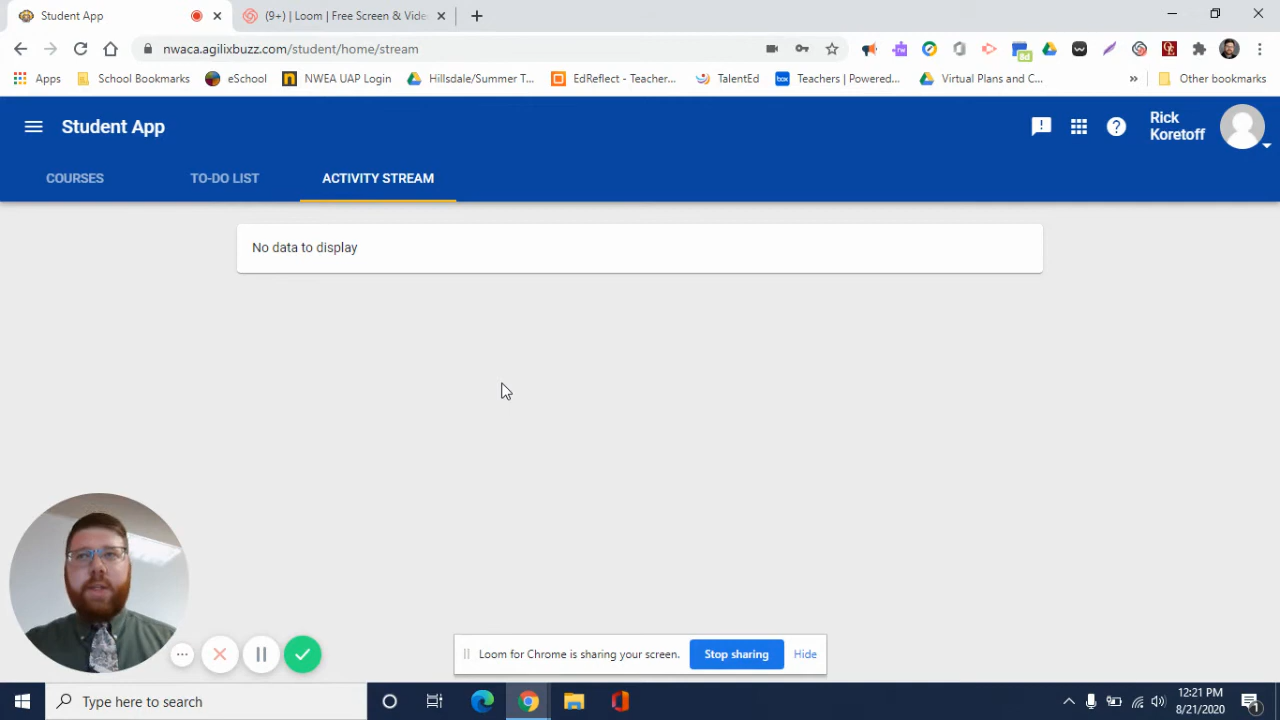 Student App
(9+) | Loom | Free Screen & Vide
nwaca.agilixbuzz.com/student/home/stream
Bd
Apps
School Bookmarks
eSchool
NWEA UAP Login
Hillsdale/Summer T...
EdReflect - Teacher...
TalentEd
box
Teachers | Powered...
Virtual Plans and C...
»
Other bookmarks
Student App
Rick
Koretoff
COURSES
TO-DO LIST
ACTIVITY STREAM
No data to display
Loom for Chrome is sharing your screen.
Stop sharing
Hide
Type here to search
12:21 PM
8/21/2020
1